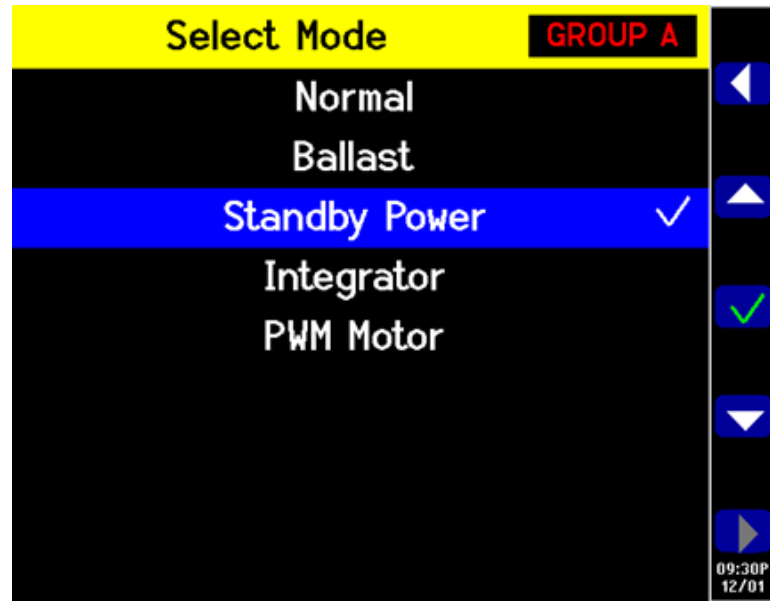 Select Mode GROUP A
Normal
Ballast
Standby Power
Integrator
PWM Motor
09:30P
12/01